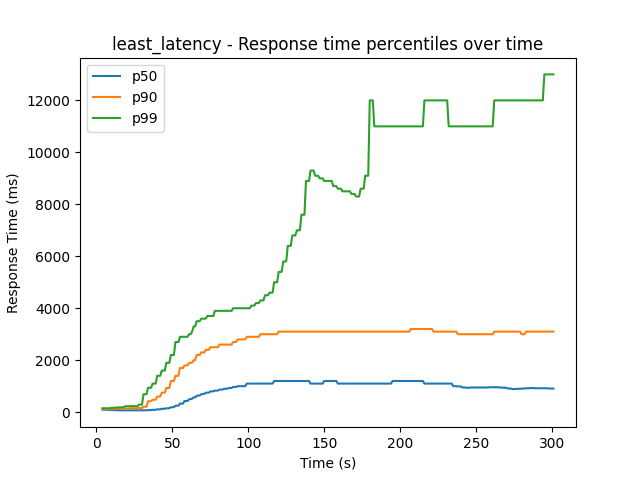 least_latency - Response time percentiles over time
p50
p90
p99
Response Time (ms)
12000
10000
8000
6000
4000
2000
0
0 50 100 150 200 250 300
Time (s)